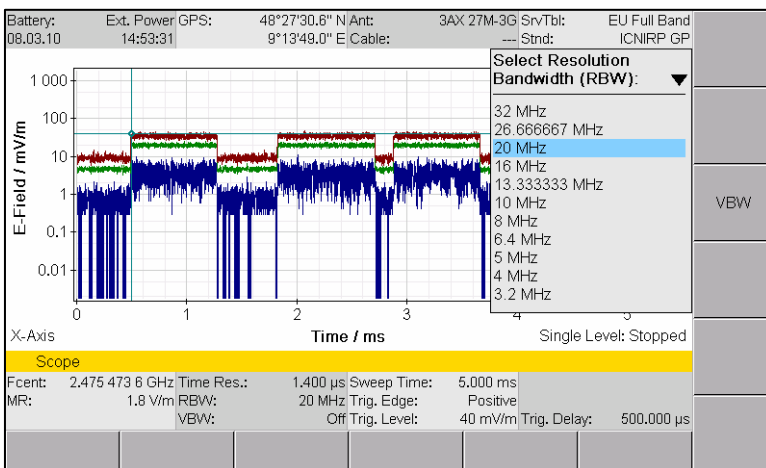 Battery: Ext. Power GPS: 48°27'30.6" N Ant: 3AX 27M-3G SrvTbl: EU Full Band
08.03.10 14:53:31 9°13'49.0" E Cable: --- Stnd: ICNIRP GP
Select Resolution
Bandwidth (RBW):
32 MHz
26.666667 MHz
20 MHz
16 MHz
13.333333 MHz
10 MHz
8 MHz
6.4 MHz
5 MHz
4 MHz
3.2 MHz
VBW
E-Field / mV/m
1 000
100
10
1
0.1
0.01
0 1 2 3 4 5
X-Axis Time / ms Single Level: Stopped
Scope
Fcent: 2.475 473 6 GHz Time Res.: 1.400 µs Sweep Time: 5.000 ms
MR: 1.8 V/m RBW: 20 MHz Trig. Edge: Positive
VBW: Off Trig. Level: 40 mV/m Trig. Delay: 500.000 µs